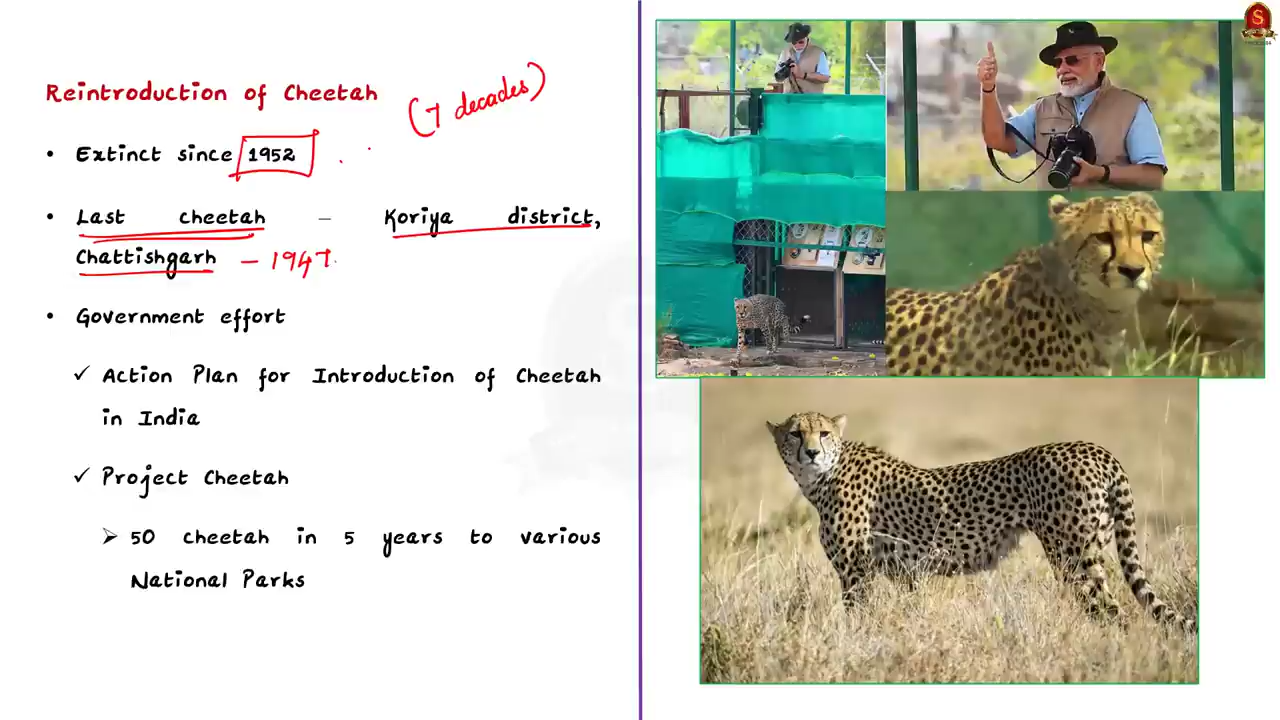 Reintroduction of Cheetah
(7 decades)
• Extinct since 1952
• Last cheetah – Koriya district,
Chattishgarh – 1947
• Government effort
✓ Action Plan for Introduction of Cheetah
in India
✓ Project Cheetah
➢ 50 cheetah in 5 years to various
National Parks